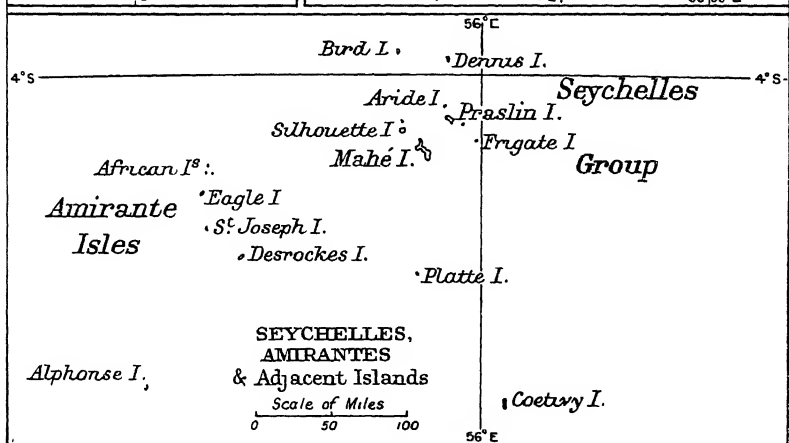 56°E
Bird I.
Dennis I.
4°S
4°S
Seychelles
Aride I.
Praslin I.
Silhouette I
Frigate I
Mahé I.
Group
African Iˢ
Eagle I
Amirante
Sᵗ Joseph I.
Isles
Desrockes I.
Platte I.
SEYCHELLES,
AMIRANTES
& Adjacent Islands
Alphonse I.
Scale of Miles
0 50 100
Coetivy I.
56°E